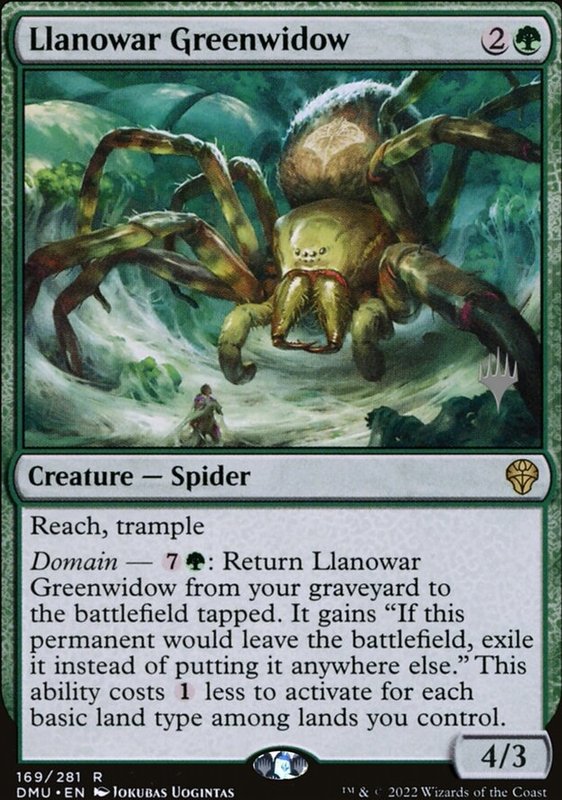 Llanowar Greenwidow 2
Creature — Spider
Reach, trample
Domain — 7: Return Llanowar
Greenwidow from your graveyard to
the battlefield tapped. It gains “If this
permanent would leave the battlefield, exile
it instead of putting it anywhere else.” This
ability costs 1 less to activate for each
basic land type among lands you control.
4/3
169/281 R
DMU • EN Jokubas Uogintas
™ & © 2022 Wizards of the Coast